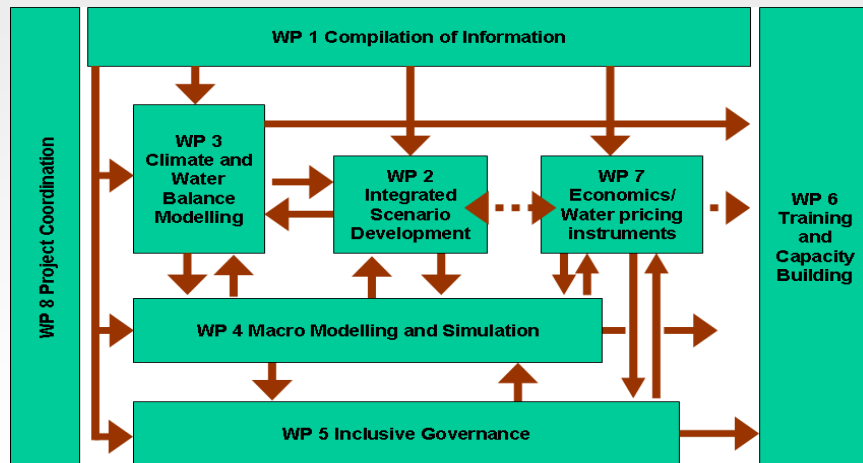 WP 1 Compilation of Information
WP 8 Project Coordination
WP 3
Climate and
Water
Balance
Modelling
WP 2
Integrated
Scenario
Development
WP 7
Economics/
Water pricing
instruments
WP 6
Training
and
Capacity
Building
WP 4 Macro Modelling and Simulation
WP 5 Inclusive Governance